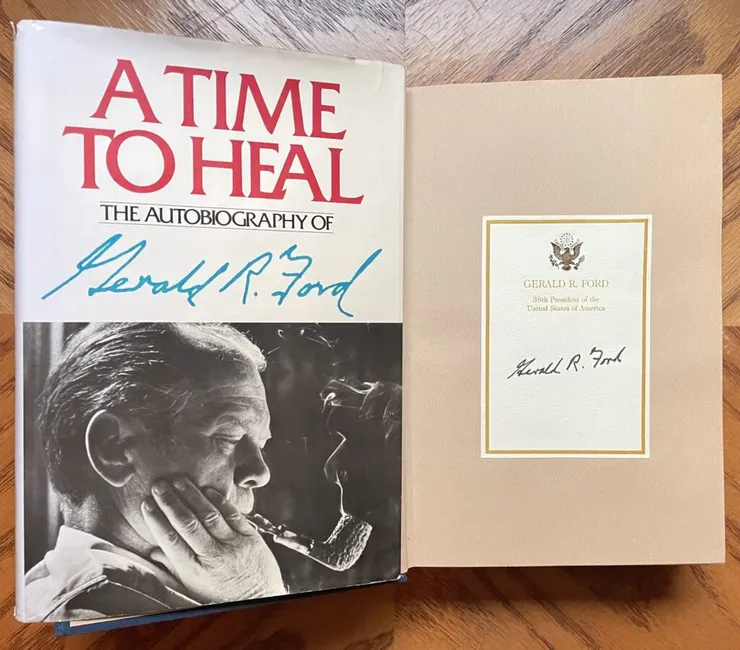 A TIME
TO HEAL
THE AUTOBIOGRAPHY OF
Gerald R. Ford
GERALD R. FORD
38th President of the
United States of America
Gerald R. Ford